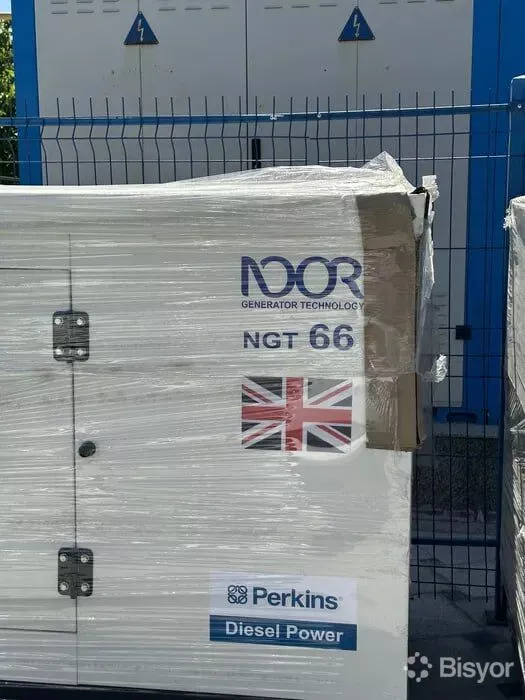 NOOR
GENERATOR TECHNOLOGY
NGT 66
Perkins
Diesel Power
Bisyor